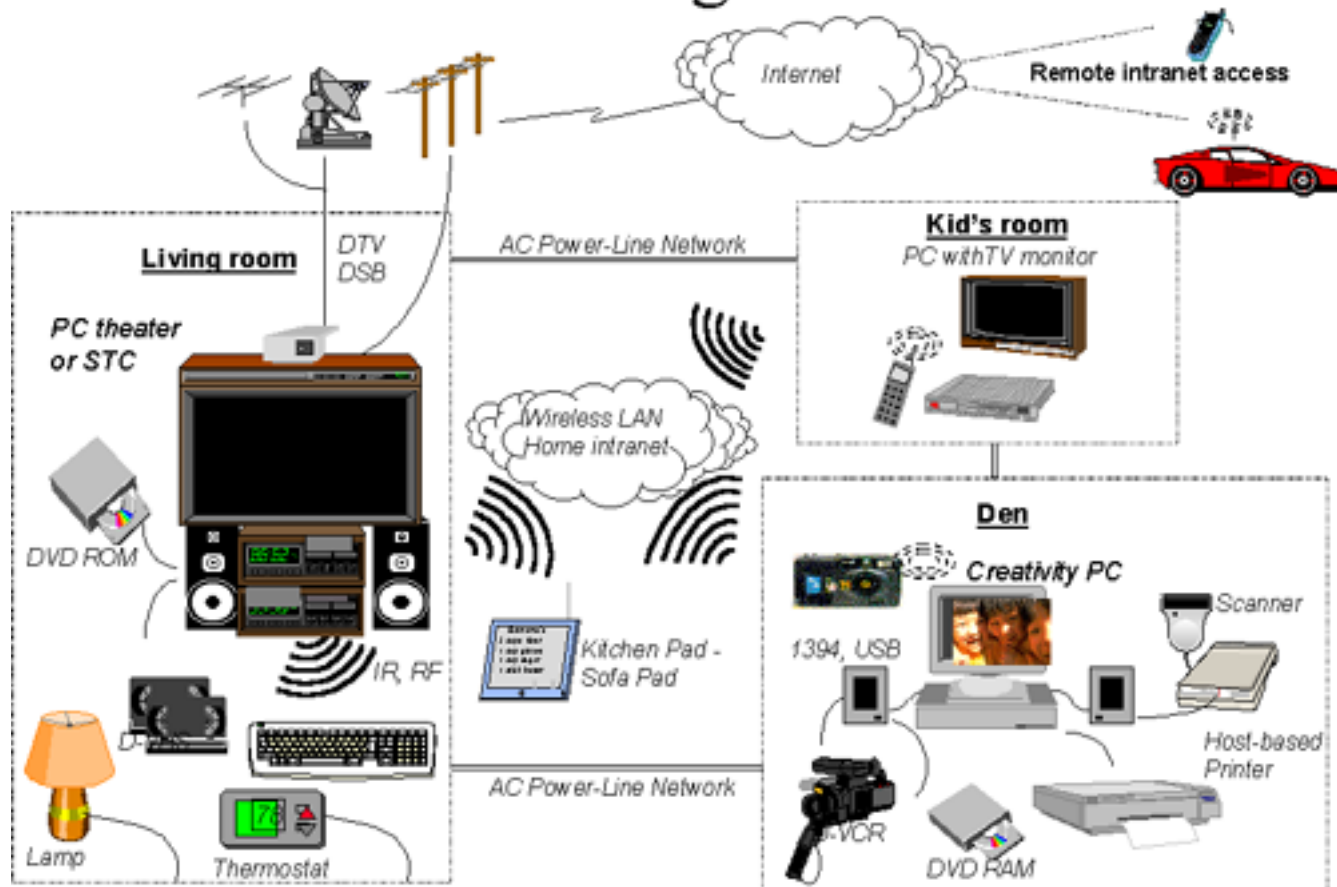 Internet
Remote intranet access
Living room
DTV
DSB
AC Power-Line Network
Kid's room
PC withTV monitor
PC theater
or STC
Wireless LAN
Home intranet
DVD ROM
Den
Creativity PC
Scanner
1394, USB
Kitchen Pad -
Sofa Pad
IR, RF
Host-based
Printer
AC Power-Line Network
76
-VCR
DVD RAM
Lamp
Thermostat